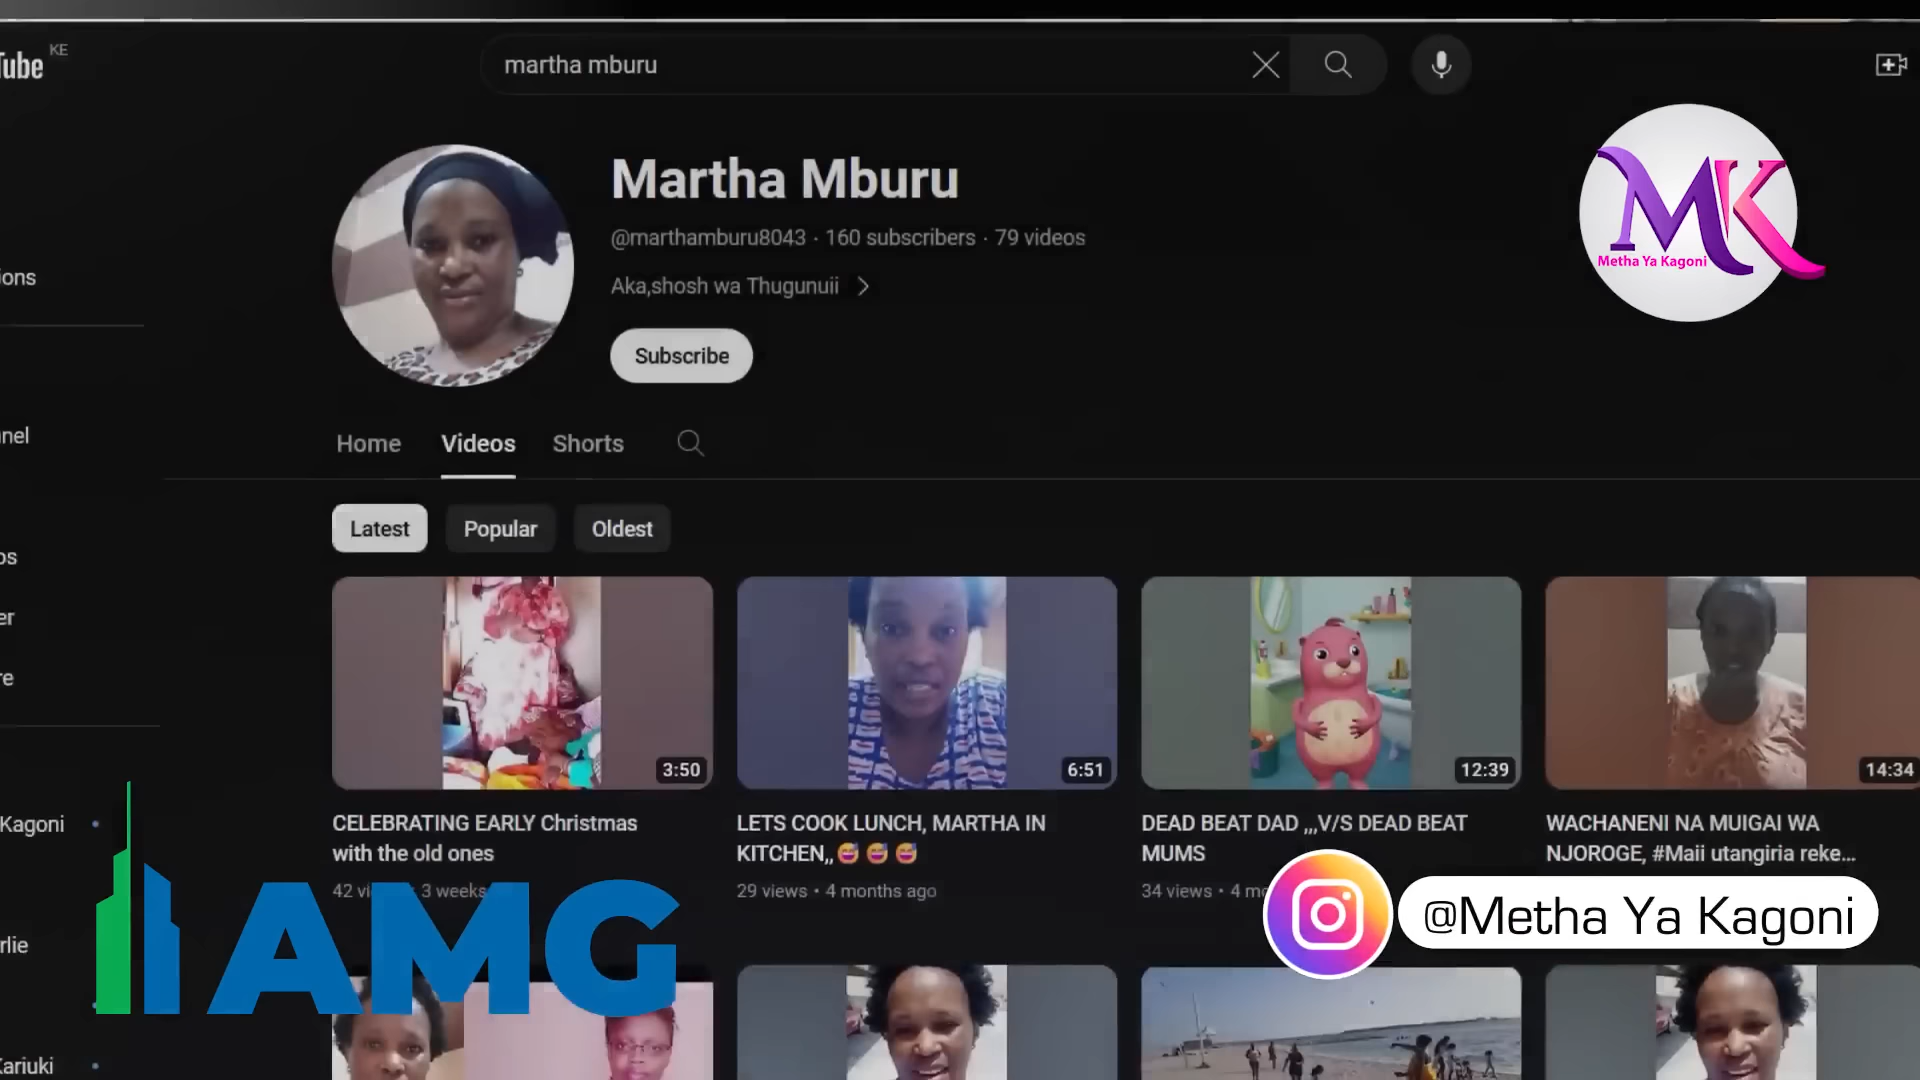 Tube KE
martha mburu
Martha Mburu
@marthamburu8043 · 160 subscribers · 79 videos
Aka,shosh wa Thugunuii
Subscribe
MK
Metha Ya Kagoni
Home Videos Shorts
Latest Popular Oldest
3:50
6:51
12:39
14:34
CELEBRATING EARLY Christmas
with the old ones
3 weeks
LETS COOK LUNCH, MARTHA IN
KITCHEN,,😅😅😅
29 views • 4 months ago
DEAD BEAT DAD ,,,V/S DEAD BEAT
MUMS
34 views • 4 mo
WACHANENI NA MUIGAI WA
NJOROGE, #Maii utangiria reke...
Kagoni
Kariuki
AMG
@Metha Ya Kagoni